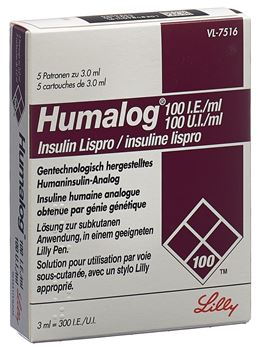 VL-7516
5 Patronen zu 3.0 ml
5 cartouches de 3.0 ml
Humalog® 100 I.E./ml
100 U.I./ml
Insulin Lispro / insuline lispro
Gentechnologisch hergestelltes
Humaninsulin-Analog
Insuline humaine analogue
obtenue par génie génétique
Lösung zur subkutanen
Anwendung, in einem geeigneten
Lilly Pen.
Solution pour utilisation par voie
sous-cutanée, avec un stylo Lilly
approprié.
100
™
3 ml = 300 I.E./U.I.
Lilly